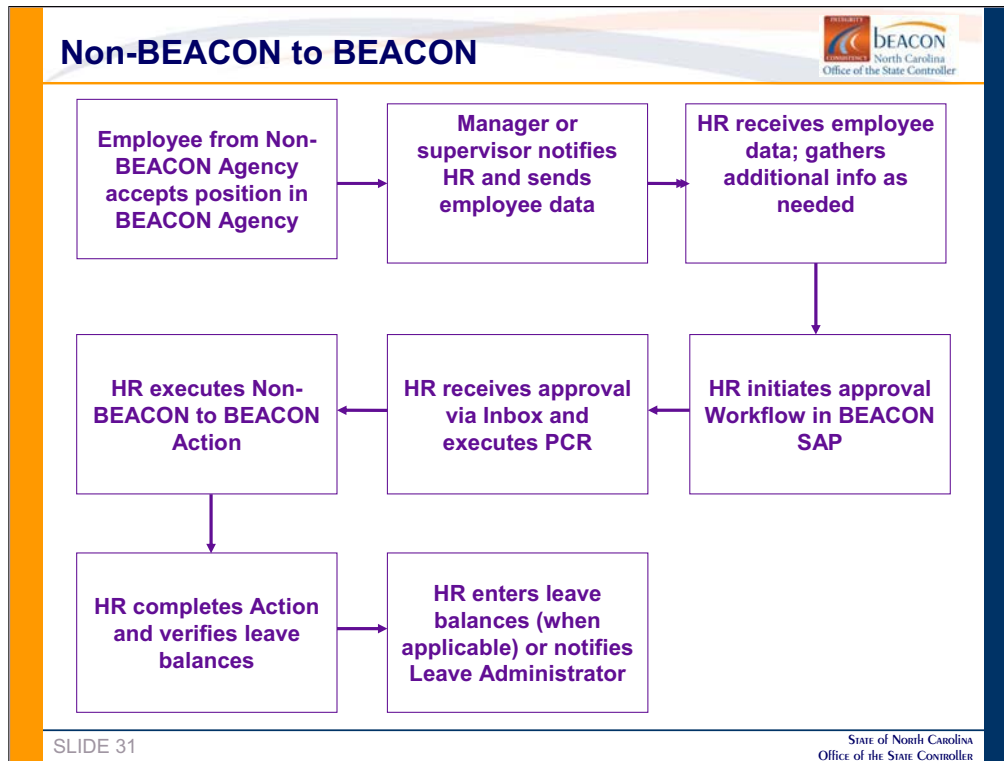 Non-BEACON to BEACON
INTEGRITY
CONSISTENCY
bEACON
North Carolina
Office of the State Controller
Employee from Non-
BEACON Agency
accepts position in
BEACON Agency
Manager or
supervisor notifies
HR and sends
employee data
HR receives employee
data; gathers
additional info as
needed
HR executes Non-
BEACON to BEACON
Action
HR receives approval
via Inbox and
executes PCR
HR initiates approval
Workflow in BEACON
SAP
HR completes Action
and verifies leave
balances
HR enters leave
balances (when
applicable) or notifies
Leave Administrator
SLIDE 31
State of North Carolina
Office of the State Controller